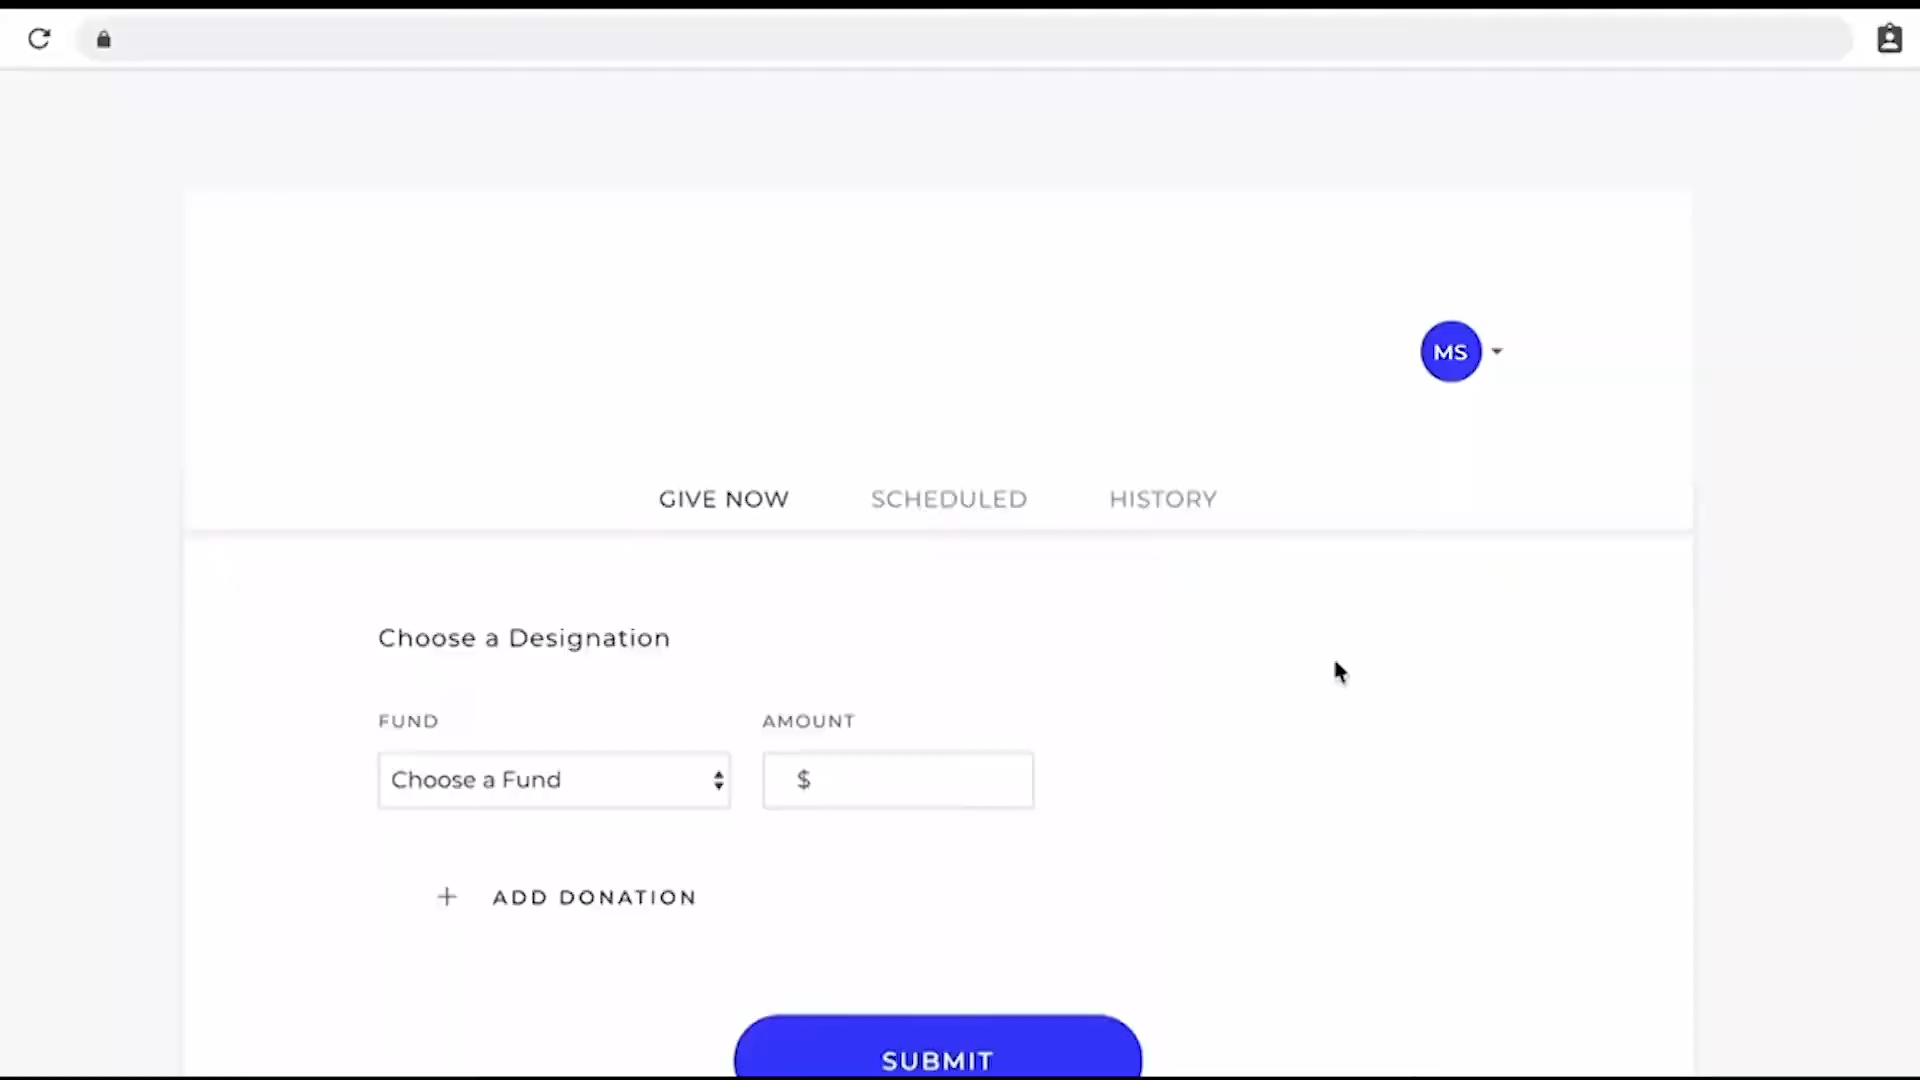 MS
GIVE NOW SCHEDULED HISTORY
Choose a Designation
FUND AMOUNT
Choose a Fund $
+ ADD DONATION
SUBMIT